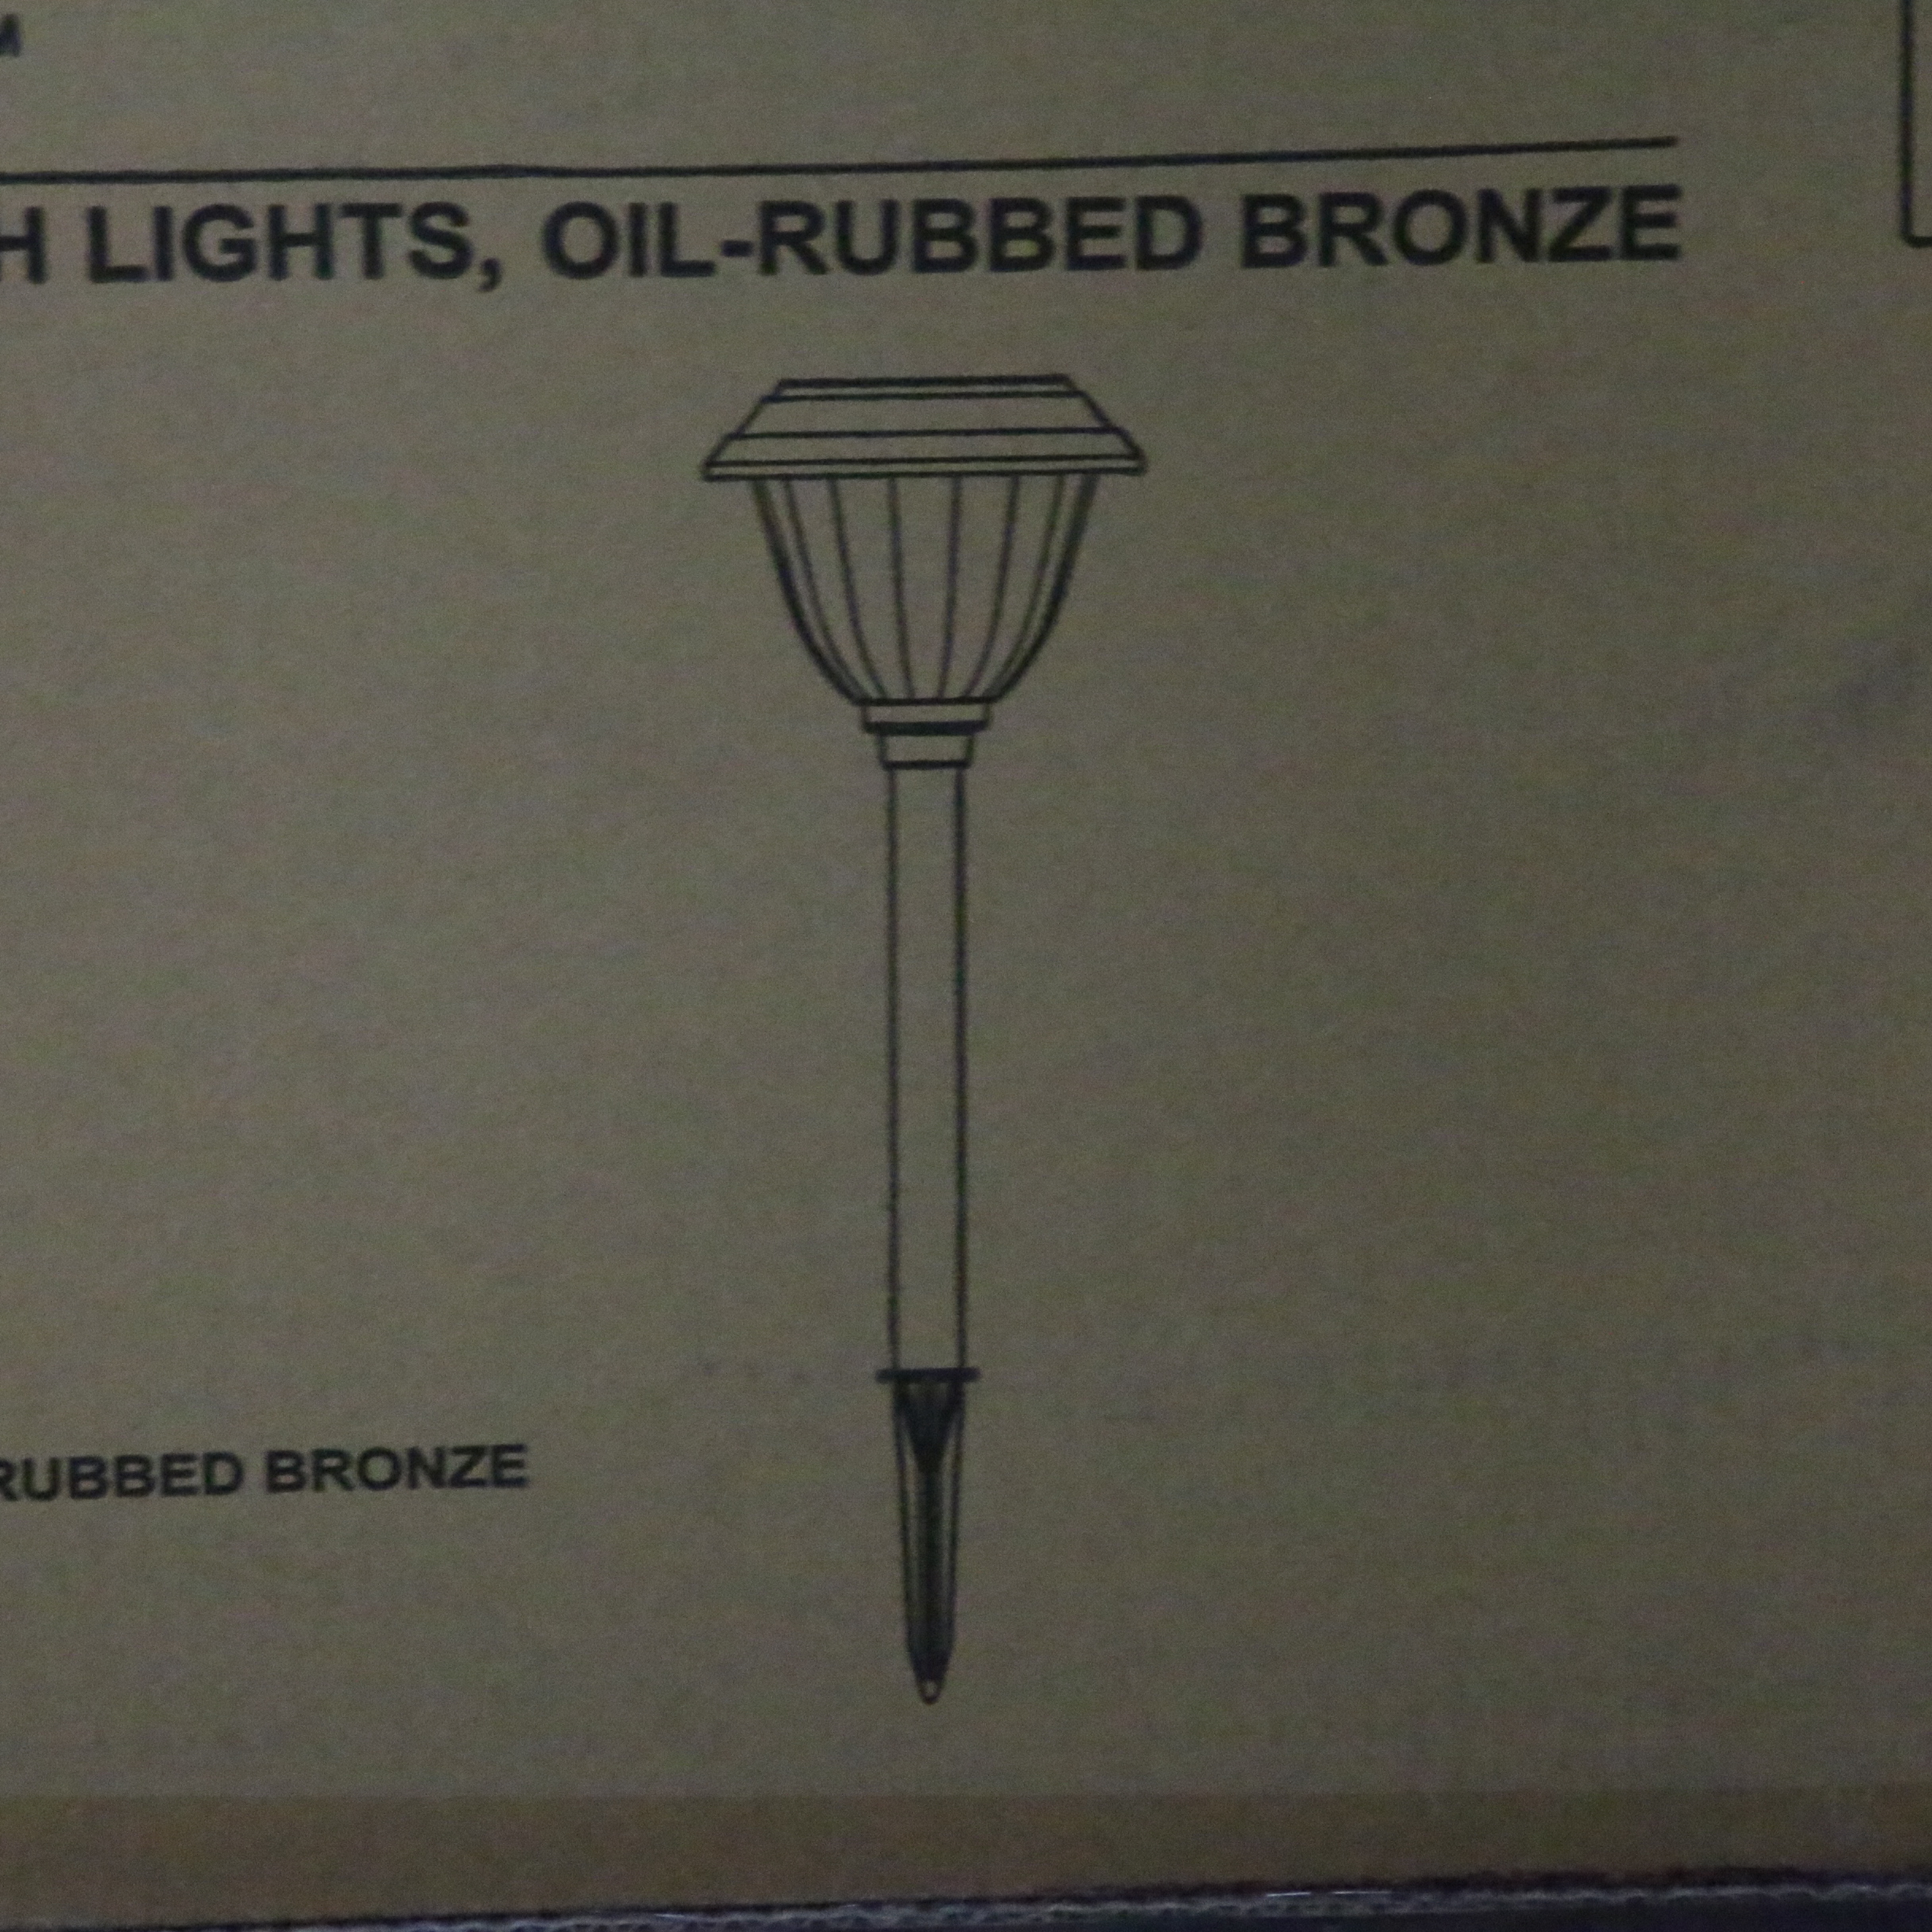 M
H LIGHTS, OIL-RUBBED BRONZE
RUBBED BRONZE